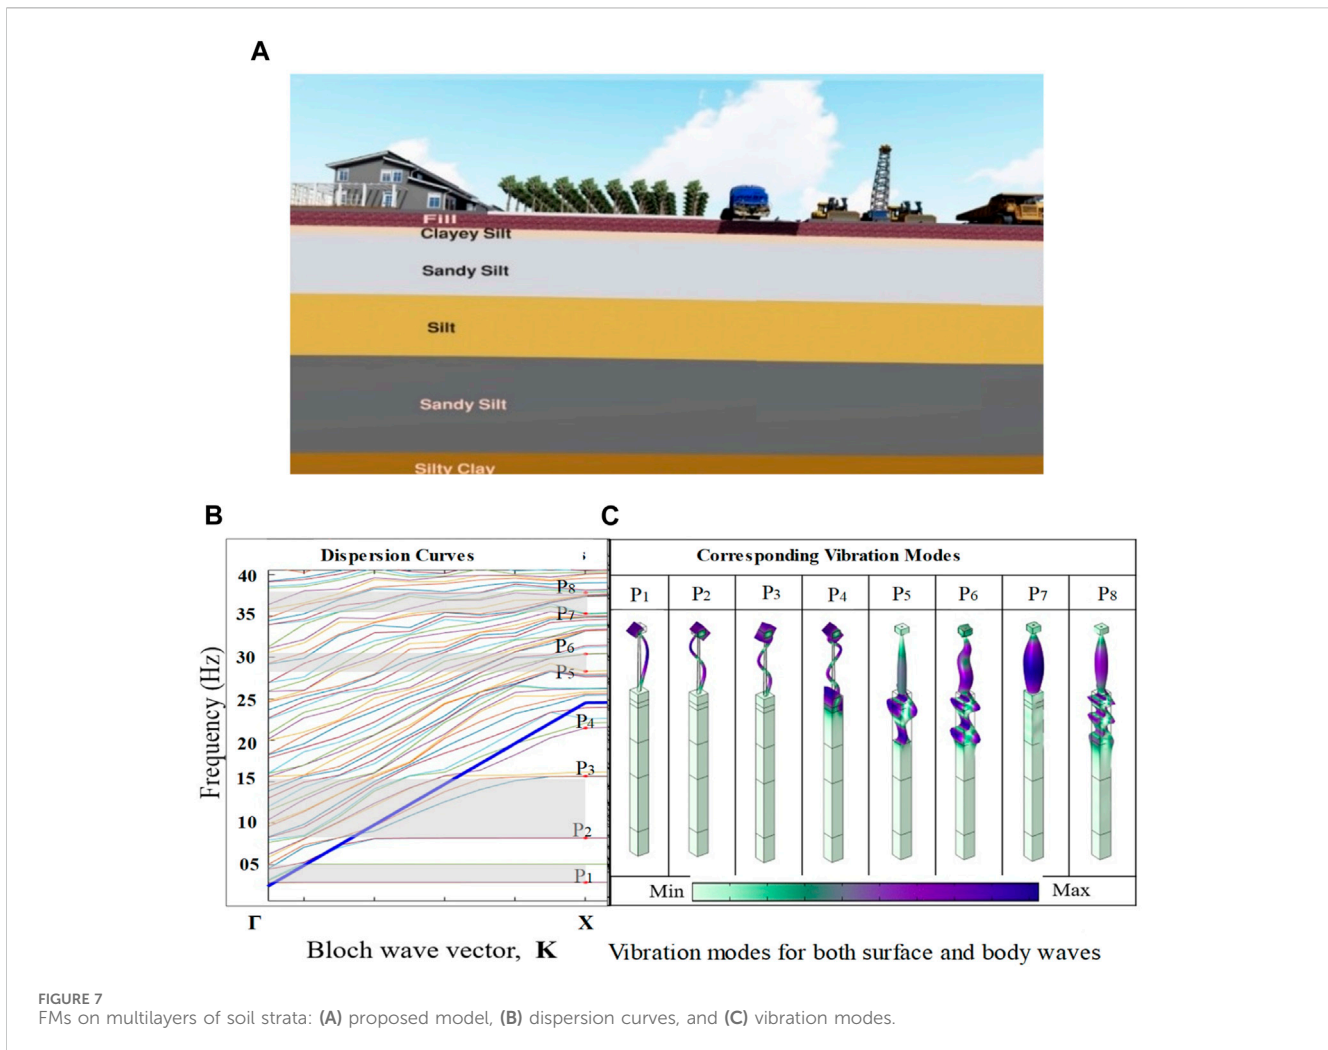 A
Fill
Clayey Silt
Sandy Silt
Silt
Sandy Silt
Silty Clay
B
C
Dispersion Curves
Corresponding Vibration Modes
P1 P2 P3 P4 P5 P6 P7 P8
Frequency (Hz)
40
35
30
25
20
15
10
05
P8
P7
P6
P5
P4
P3
P2
P1
Γ X
Min Max
Bloch wave vector, K
Vibration modes for both surface and body waves
FIGURE 7
FMs on multilayers of soil strata: (A) proposed model, (B) dispersion curves, and (C) vibration modes.